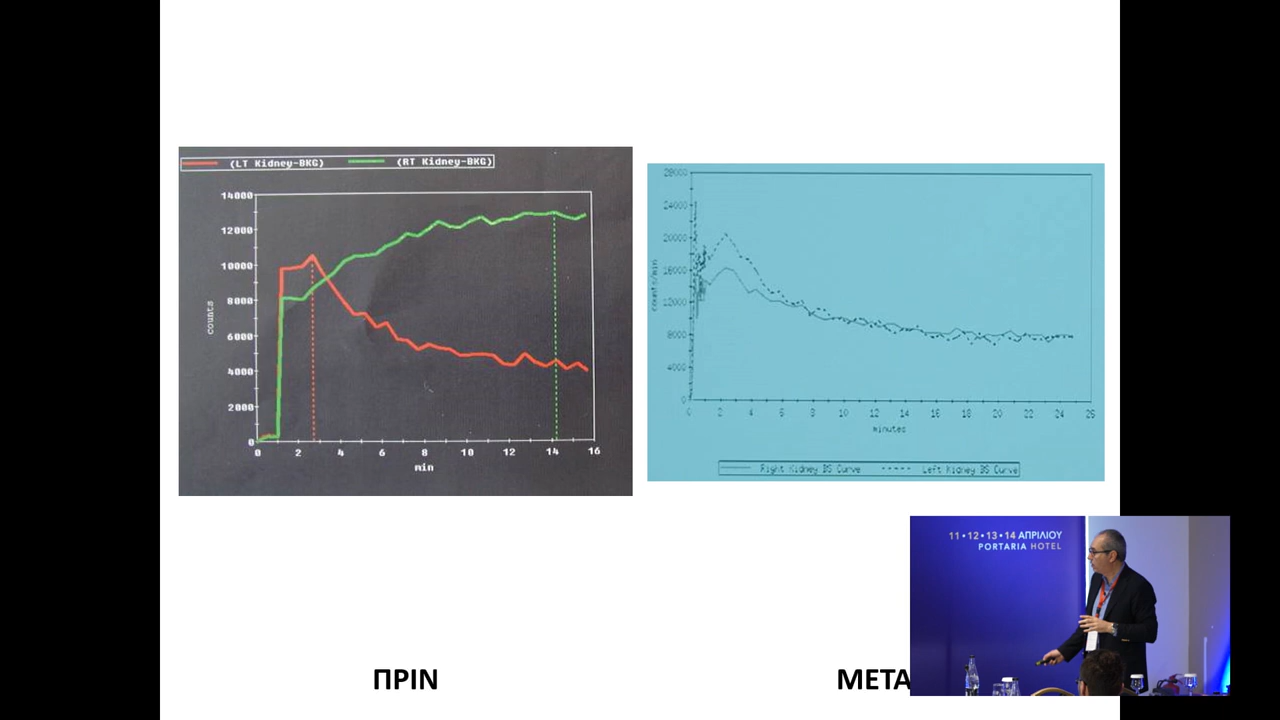 (LT Kidney-BKG) (RT Kidney-BKG)
14000
12000
10000
8000
6000
4000
2000
0
counts
0 2 4 6 8 10 12 14 16
min
28000
24000
20000
16000
12000
8000
4000
0
counts/min
0 2 4 6 8 10 12 14 16 18 20 22 24 26
minutes
Right Kidney BS Curve Left Kidney BS Curve
ΠΡΙΝ
ΜΕΤΑ
11•12•13•14 ΑΠΡΙΛΙΟΥ
PORTARIA HOTEL